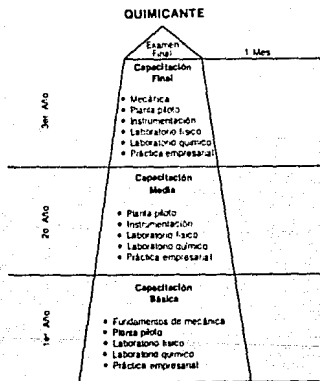 QUIMICANTE
Examen
Final
1 Mes
Capacitación
Final
3er Año
• Mecánica
• Planta piloto
• Instrumentación
• Laboratorio físico
• Laboratorio químico
• Práctica empresarial
Capacitación
Media
2o Año
• Planta piloto
• Instrumentación
• Laboratorio físico
• Laboratorio químico
• Práctica empresarial
Capacitación
Básica
1er Año
• Fundamentos de mecánica
• Planta piloto
• Laboratorio físico
• Laboratorio químico
• Práctica empresarial